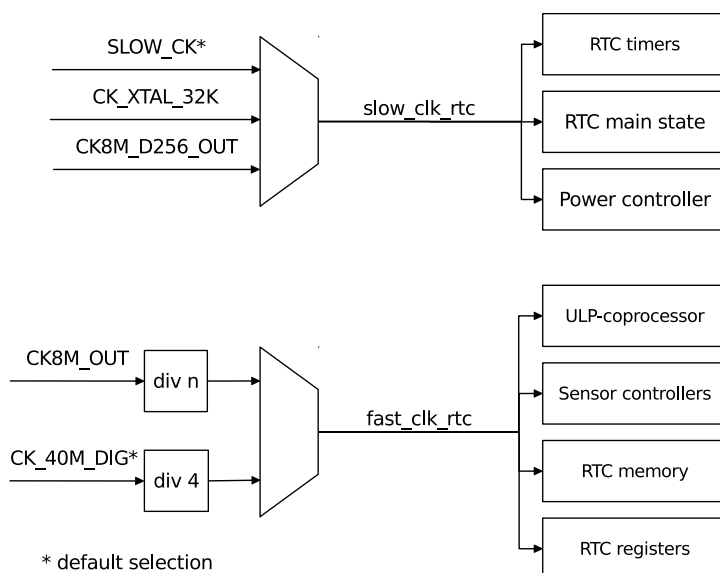 SLOW_CK*
CK_XTAL_32K
CK8M_D256_OUT
slow_clk_rtc
RTC timers
RTC main state
Power controller
CK8M_OUT
div n
CK_40M_DIG*
div 4
fast_clk_rtc
ULP-coprocessor
Sensor controllers
RTC memory
RTC registers
* default selection